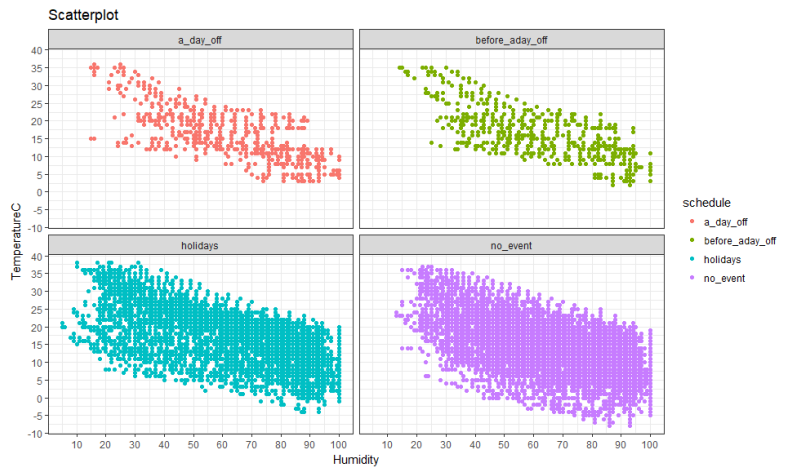 Scatterplot
a_day_off
before_aday_off
40
35
30
25
20
15
10
5
0
-5
-10
holidays
no_event
40
35
30
25
20
15
10
5
0
-5
-10
10 20 30 40 50 60 70 80 90 100
10 20 30 40 50 60 70 80 90 100
Humidity
TemperatureC
schedule
a_day_off
before_aday_off
holidays
no_event